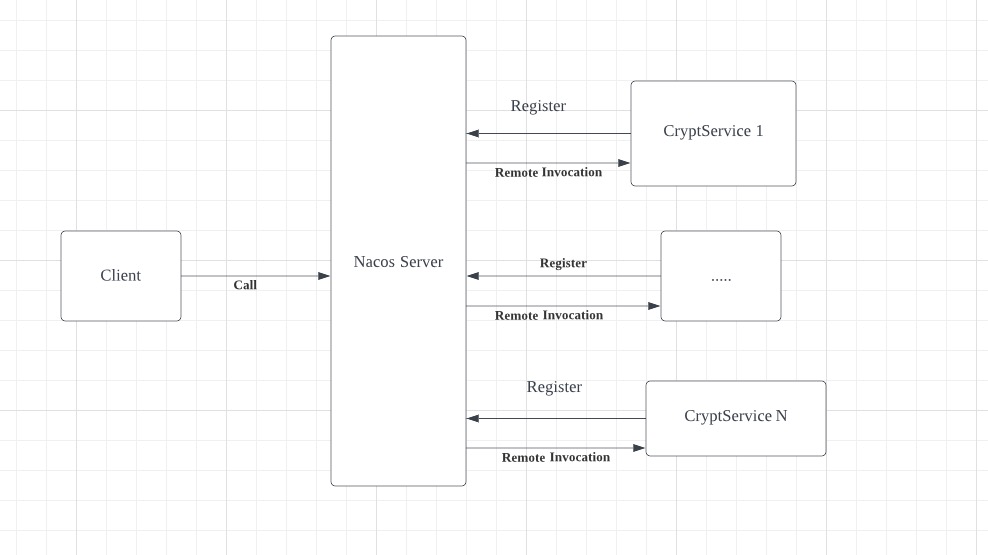 Register
CryptService 1
Remote Invocation
Client
Call
Nacos Server
Register
.....
Remote Invocation
Register
CryptService N
Remote Invocation